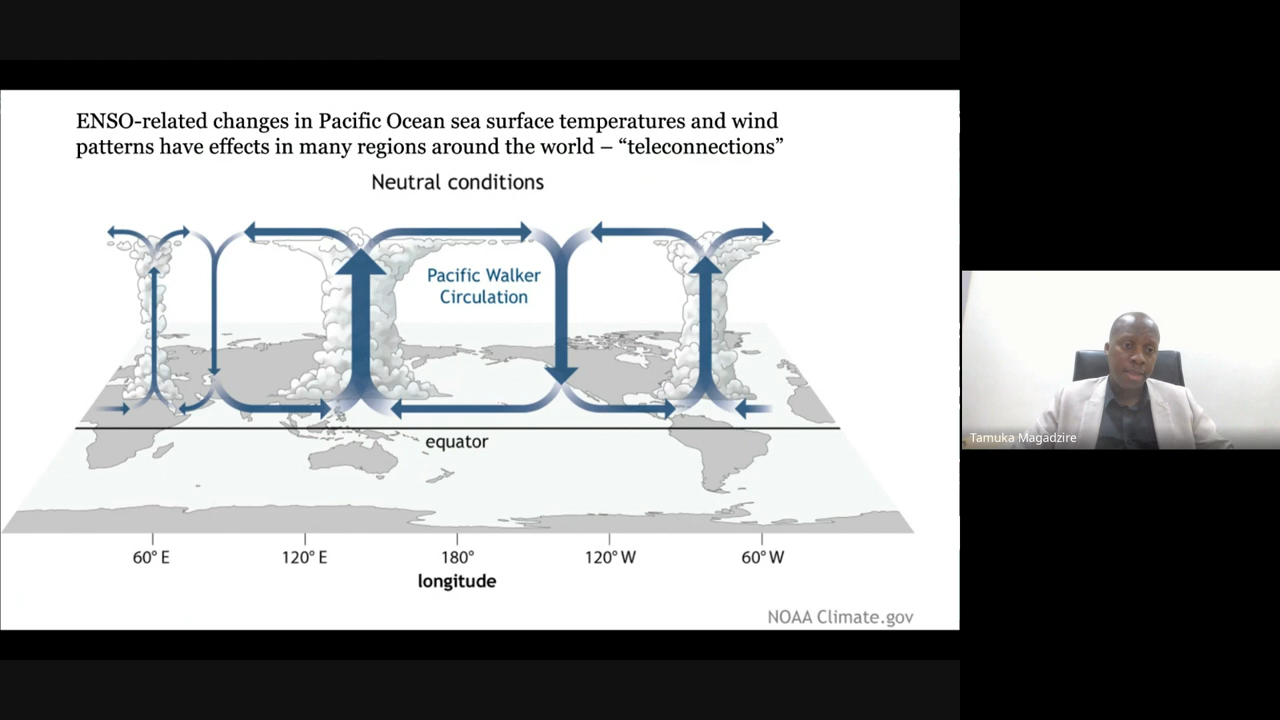 ENSO-related changes in Pacific Ocean sea surface temperatures and wind
patterns have effects in many regions around the world – “teleconnections”
Neutral conditions
Pacific Walker
Circulation
equator
60° E
120° E
180°
120° W
60° W
longitude
NOAA Climate.gov
Tamuka Magadzire